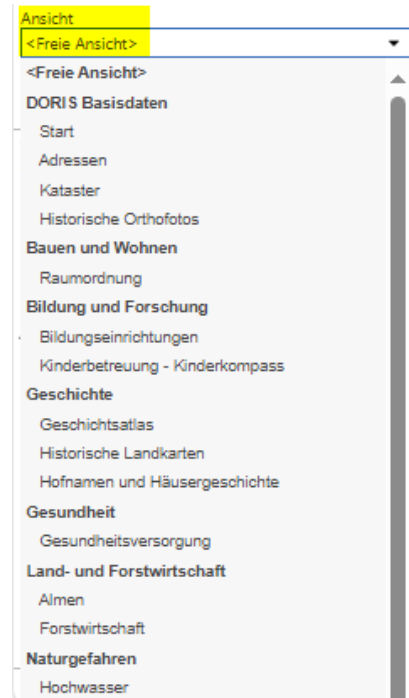 Ansicht
<Freie Ansicht>
<Freie Ansicht>
DORIS Basisdaten
Start
Adressen
Kataster
Historische Orthofotos
Bauen und Wohnen
Raumordnung
Bildung und Forschung
Bildungseinrichtungen
Kinderbetreuung - Kinderkompass
Geschichte
Geschichtsatlas
Historische Landkarten
Hofnamen und Häusergeschichte
Gesundheit
Gesundheitsversorgung
Land- und Forstwirtschaft
Almen
Forstwirtschaft
Naturgefahren
Hochwasser